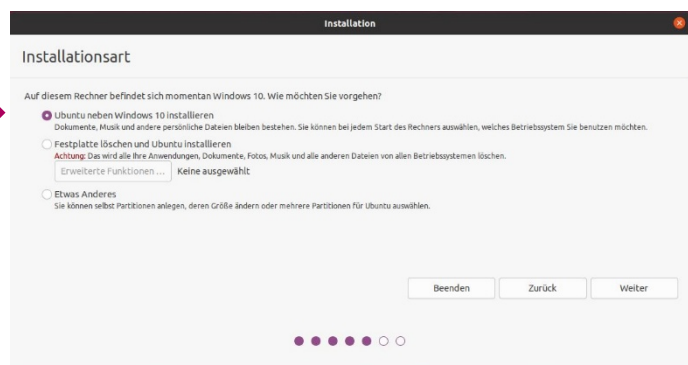 Installation
Installationsart
Auf diesem Rechner befindet sich momentan Windows 10. Wie möchten Sie vorgehen?
Ubuntu neben Windows 10 installieren
Dokumente, Musik und andere persönliche Dateien bleiben bestehen. Sie können bei jedem Start des Rechners auswählen, welches Betriebssystem Sie benutzen möchten.
Festplatte löschen und Ubuntu installieren
Achtung: Das wird alle Ihre Anwendungen, Dokumente, Fotos, Musik und alle anderen Dateien von allen Betriebssystemen löschen.
Erweiterte Funktionen ... Keine ausgewählt
Etwas Anderes
Sie können selbst Partitionen anlegen, deren Größe ändern oder mehrere Partitionen für Ubuntu auswählen.
Beenden Zurück Weiter